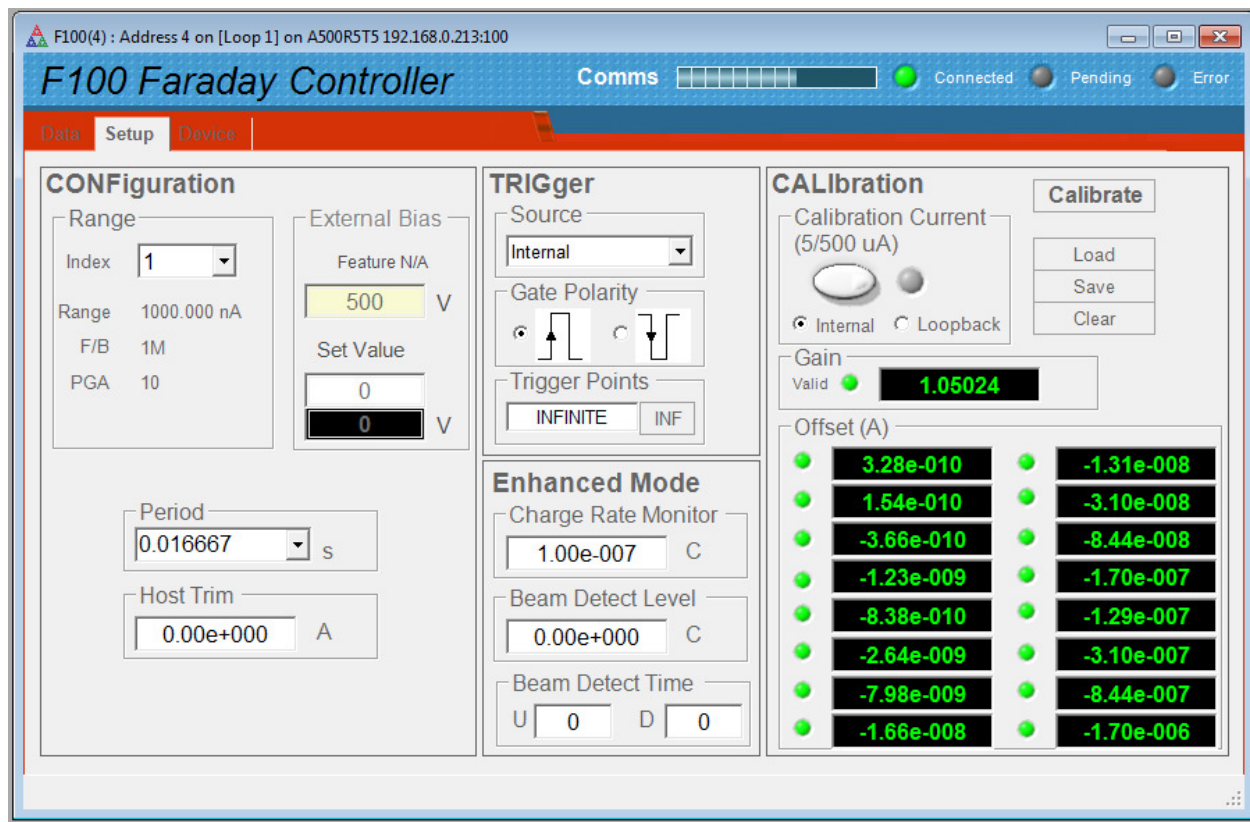 F100(4) : Address 4 on [Loop 1] on A500R5T5 192.168.0.213:100
F100 Faraday Controller
Comms
Connected
Pending
Error
Data
Setup
Device
CONFiguration
Range
Index 1
Range 1000.000 nA
F/B 1M
PGA 10
External Bias
Feature N/A
500 V
Set Value
0
0 V
Period
0.016667 s
Host Trim
0.00e+000 A
TRIGger
Source
Internal
Gate Polarity
Trigger Points
INFINITE INF
Enhanced Mode
Charge Rate Monitor
1.00e-007 C
Beam Detect Level
0.00e+000 C
Beam Detect Time
U 0 D 0
CALIbration
Calibration Current
(5/500 uA)
Internal Loopback
Calibrate
Load
Save
Clear
Gain
Valid 1.05024
Offset (A)
3.28e-010 -1.31e-008
1.54e-010 -3.10e-008
-3.66e-010 -8.44e-008
-1.23e-009 -1.70e-007
-8.38e-010 -1.29e-007
-2.64e-009 -3.10e-007
-7.98e-009 -8.44e-007
-1.66e-008 -1.70e-006